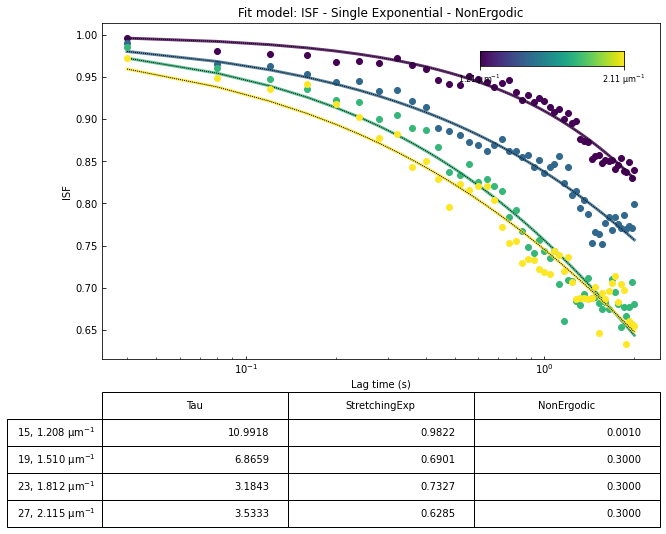 Fit model: ISF - Single Exponential - NonErgodic
1.00
0.95
0.90
0.85
0.80
0.75
0.70
0.65
ISF
2.11 μm⁻¹
10⁻¹
10⁰
Lag time (s)
Tau StretchingExp NonErgodic
15, 1.208 μm⁻¹ 10.9918 0.9822 0.0010
19, 1.510 μm⁻¹ 6.8659 0.6901 0.3000
23, 1.812 μm⁻¹ 3.1843 0.7327 0.3000
27, 2.115 μm⁻¹ 3.5333 0.6285 0.3000